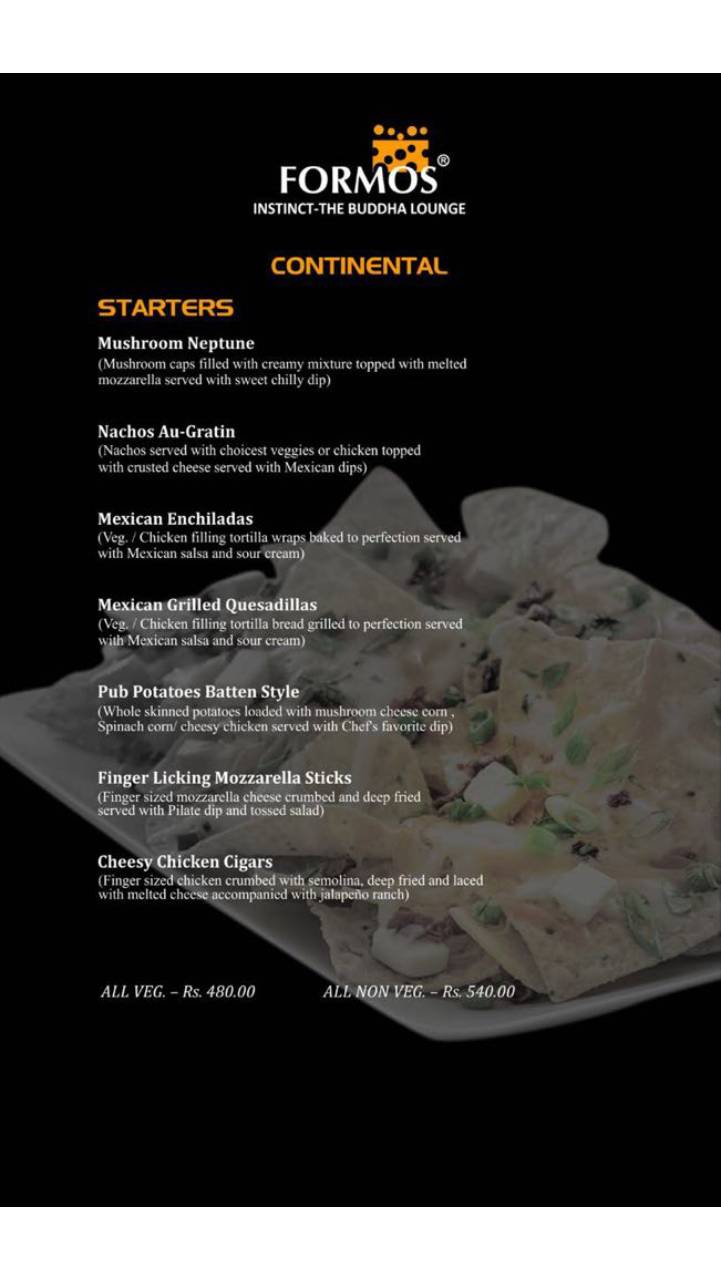 FORMOS®
INSTINCT-THE BUDDHA LOUNGE
CONTINENTAL
STARTERS
Mushroom Neptune
(Mushroom caps filled with creamy mixture topped with melted
mozzarella served with sweet chilly dip)
Nachos Au-Gratin
(Nachos served with choicest veggies or chicken topped
with crusted cheese served with Mexican dips)
Mexican Enchiladas
(Veg. / Chicken filling tortilla wraps baked to perfection served
with Mexican salsa and sour cream)
Mexican Grilled Quesadillas
(Veg. / Chicken filling tortilla bread grilled to perfection served
with Mexican salsa and sour cream)
Pub Potatoes Batten Style
(Whole skinned potatoes loaded with mushroom cheese corn ,
Spinach corn/ cheesy chicken served with Chef's favorite dip)
Finger Licking Mozzarella Sticks
(Finger sized mozzarella cheese crumbed and deep fried
served with Pilate dip and tossed salad)
Cheesy Chicken Cigars
(Finger sized chicken crumbed with semolina, deep fried and laced
with melted cheese accompanied with jalapeño ranch)
ALL VEG. – Rs. 480.00 ALL NON VEG. – Rs. 540.00